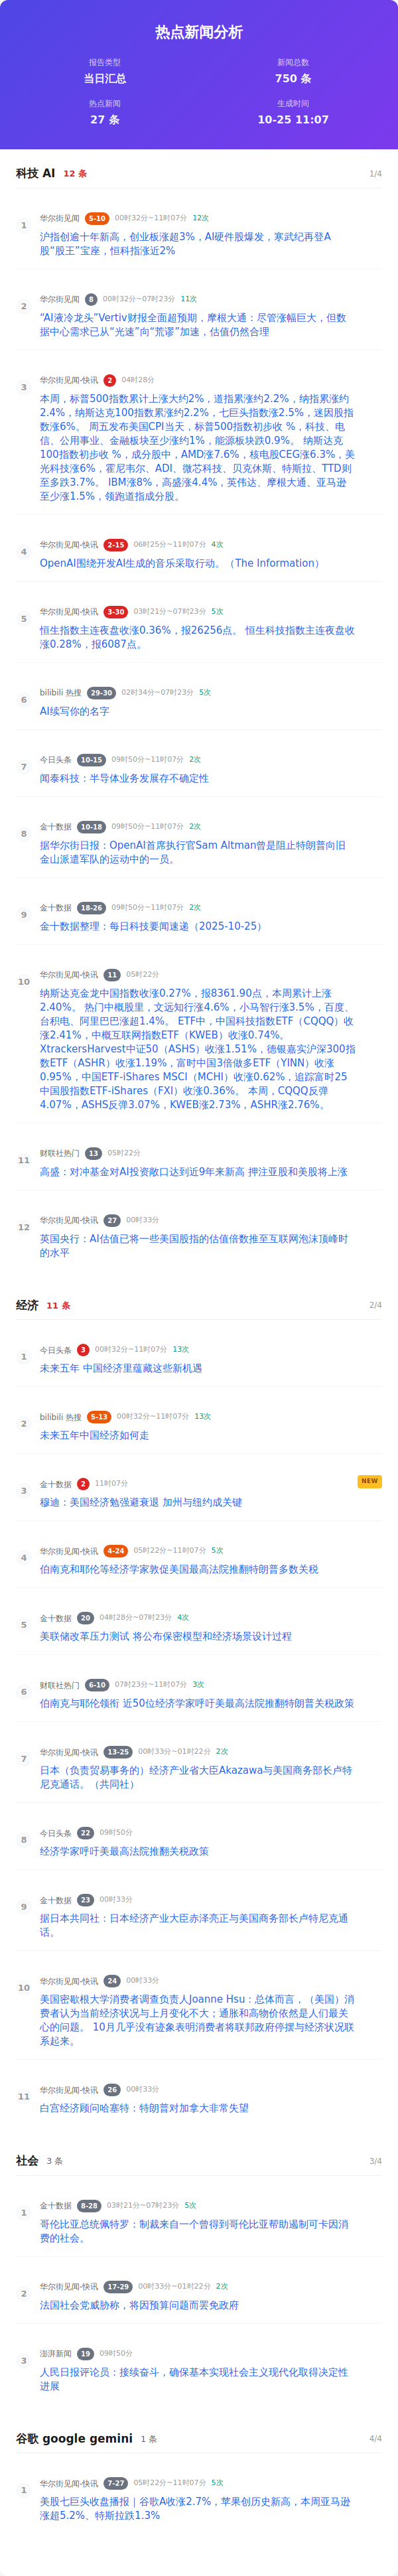 热点新闻分析
报告类型
新闻总数
当日汇总
750 条
热点新闻
生成时间
27 条
10-25 11:07
科技 AI 12 条 1/4
1
华尔街见闻 5-10 00时32分~11时07分 12次
沪指创逾十年新高，创业板涨超3%，AI硬件股爆发，寒武纪再登A
股“股王”宝座，恒科指涨近2%
2
华尔街见闻 8 00时33分~07时23分 11次
“AI液冷龙头”Vertiv财报全面超预期，摩根大通：尽管涨幅巨大，但数
据中心需求已从“光速”向“荒谬”加速，估值仍然合理
3
华尔街见闻-快讯 2 04时28分
本周，标普500指数累计上涨大约2%，道指累涨约2.2%，纳指累涨约
2.4%，纳斯达克100指数累涨约2.2%，七巨头指数涨2.5%，迷因股指
数涨6%。 周五发布美国CPI当天，标普500指数初步收 %，科技、电
信、公用事业、金融板块至少涨约1%，能源板块跌0.9%。 纳斯达克
100指数初步收 %，成分股中，AMD涨7.6%，核电股CEG涨6.3%，美
光科技涨6%，霍尼韦尔、ADI、微芯科技、贝克休斯、特斯拉、TTD则
至多跌3.7%。 IBM涨8%，高盛涨4.4%，英伟达、摩根大通、亚马逊
至少涨1.5%，领跑道指成分股。
4
华尔街见闻-快讯 2-15 06时25分~11时07分 4次
OpenAI围绕开发AI生成的音乐采取行动。（The Information）
5
华尔街见闻-快讯 3-30 03时21分~07时23分 5次
恒生指数主连夜盘收涨0.36%，报26256点。 恒生科技指数主连夜盘收
涨0.28%，报6087点。
6
bilibili 热搜 29-30 02时34分~07时23分 5次
AI续写你的名字
7
今日头条 10-15 09时50分~11时07分 2次
闻泰科技：半导体业务发展存不确定性
8
金十数据 10-18 09时50分~11时07分 2次
据华尔街日报：OpenAI首席执行官Sam Altman曾是阻止特朗普向旧
金山派遣军队的运动中的一员。
9
金十数据 18-26 09时50分~11时07分 2次
金十数据整理：每日科技要闻速递（2025-10-25）
10
华尔街见闻-快讯 11 05时22分
纳斯达克金龙中国指数收涨0.27%，报8361.90点，本周累计上涨
2.40%。 热门中概股里，文远知行涨4.6%，小马智行涨3.5%，百度、
台积电、阿里巴巴涨超1.4%。 ETF中，中国科技指数ETF（CQQQ）收
涨2.41%，中概互联网指数ETF（KWEB）收涨0.74%。
XtrackersHarvest中证50（ASHS）收涨1.51%，德银嘉实沪深300指
数ETF（ASHR）收涨1.19%，富时中国3倍做多ETF（YINN）收涨
0.95%，中国ETF-iShares MSCI（MCHI）收涨0.62%，追踪富时25
中国股指数ETF-iShares（FXI）收涨0.36%。 本周，CQQQ反弹
4.07%，ASHS反弹3.07%，KWEB涨2.73%，ASHR涨2.76%。
11
财联社热门 13 05时22分
高盛：对冲基金对AI投资敞口达到近9年来新高 押注亚股和美股将上涨
12
华尔街见闻-快讯 27 00时33分
英国央行：AI估值已将一些美国股指的估值倍数推至互联网泡沫顶峰时
的水平
经济 11 条 2/4
1
今日头条 3 00时32分~11时07分 13次
未来五年 中国经济里蕴藏这些新机遇
2
bilibili 热搜 5-13 00时32分~11时07分 13次
未来五年中国经济如何走
3
金十数据 2 11时07分 NEW
穆迪：美国经济勉强避衰退 加州与纽约成关键
4
华尔街见闻-快讯 4-24 05时22分~11时07分 5次
伯南克和耶伦等经济学家敦促美国最高法院推翻特朗普多数关税
5
金十数据 20 04时28分~07时23分 4次
美联储改革压力测试 将公布保密模型和经济场景设计过程
6
财联社热门 6-10 07时23分~11时07分 3次
伯南克与耶伦领衔 近50位经济学家呼吁美最高法院推翻特朗普关税政策
7
华尔街见闻-快讯 13-25 00时33分~01时22分 2次
日本（负责贸易事务的）经济产业省大臣Akazawa与美国商务部长卢特
尼克通话。（共同社）
8
今日头条 22 09时50分
经济学家呼吁美最高法院推翻关税政策
9
金十数据 23 00时33分
据日本共同社：日本经济产业大臣赤泽亮正与美国商务部长卢特尼克通
话。
10
华尔街见闻-快讯 24 00时33分
美国密歇根大学消费者调查负责人Joanne Hsu：总体而言，（美国）消
费者认为当前经济状况与上月变化不大；通胀和高物价依然是人们最关
心的问题。 10月几乎没有迹象表明消费者将联邦政府停摆与经济状况联
系起来。
11
华尔街见闻-快讯 26 00时33分
白宫经济顾问哈塞特：特朗普对加拿大非常失望
社会 3 条 3/4
1
金十数据 8-28 03时21分~07时23分 5次
哥伦比亚总统佩特罗：制裁来自一个曾得到哥伦比亚帮助遏制可卡因消
费的社会。
2
华尔街见闻-快讯 17-29 00时33分~01时22分 2次
法国社会党威胁称，将因预算问题而罢免政府
3
澎湃新闻 19 09时50分
人民日报评论员：接续奋斗，确保基本实现社会主义现代化取得决定性
进展
谷歌 google gemini 1 条 4/4
1
华尔街见闻-快讯 7-27 05时22分~11时07分 5次
美股七巨头收盘播报｜谷歌A收涨2.7%，苹果创历史新高，本周亚马逊
涨超5.2%、特斯拉跌1.3%